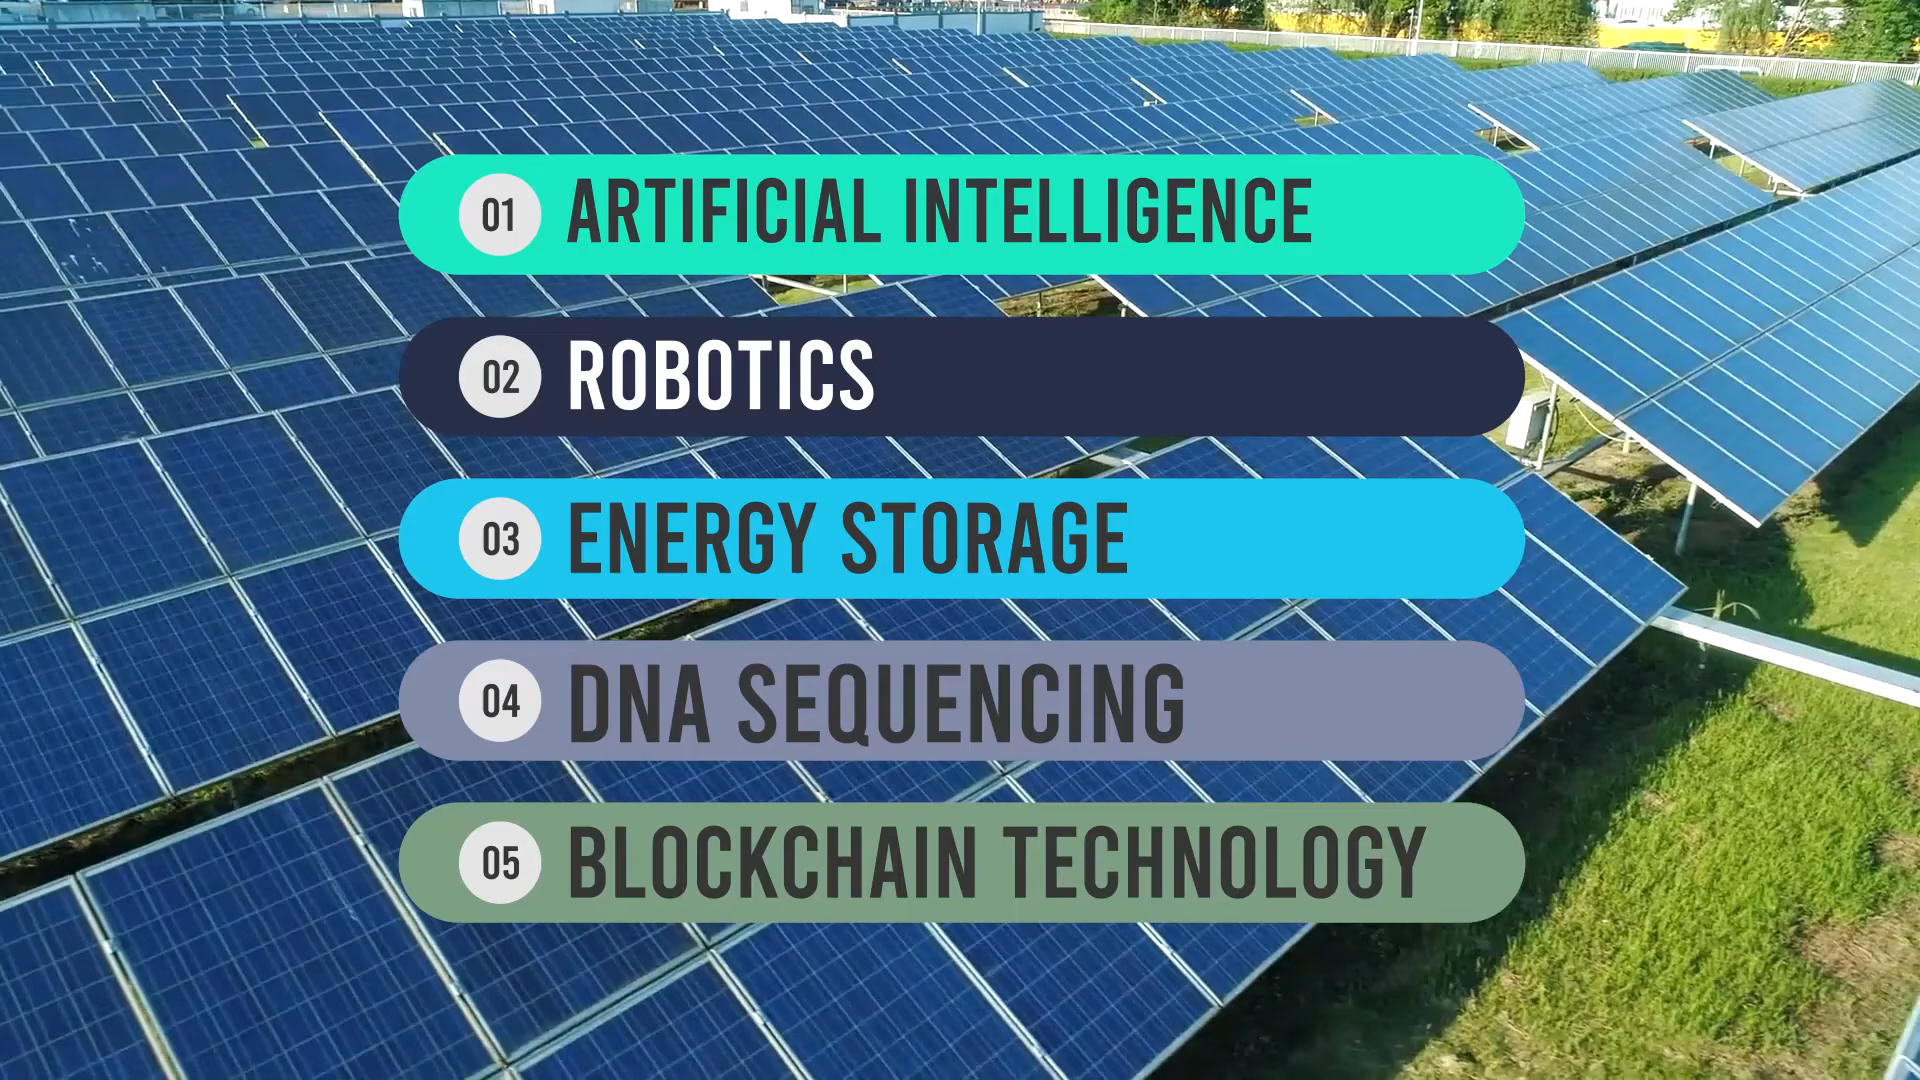 01 ARTIFICIAL INTELLIGENCE
02 ROBOTICS
03 ENERGY STORAGE
04 DNA SEQUENCING
05 BLOCKCHAIN TECHNOLOGY